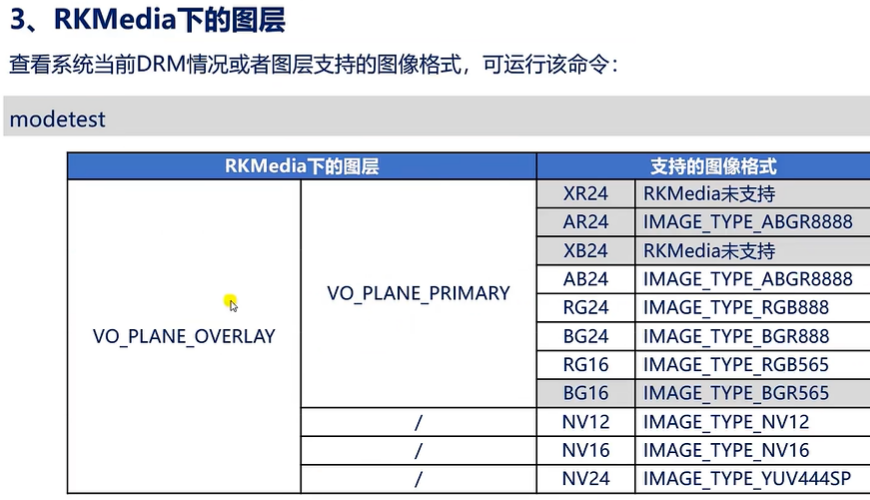 3、RKMedia下的图层
查看系统当前DRM情况或者图层支持的图像格式，可运行该命令：
modetest
RKMedia下的图层 支持的图像格式
VO_PLANE_OVERLAY
VO_PLANE_PRIMARY
XR24 RKMedia未支持
AR24 IMAGE_TYPE_ABGR8888
XB24 RKMedia未支持
AB24 IMAGE_TYPE_ABGR8888
RG24 IMAGE_TYPE_RGB888
BG24 IMAGE_TYPE_BGR888
RG16 IMAGE_TYPE_RGB565
BG16 IMAGE_TYPE_BGR565
/ NV12 IMAGE_TYPE_NV12
/ NV16 IMAGE_TYPE_NV16
/ NV24 IMAGE_TYPE_YUV444SP